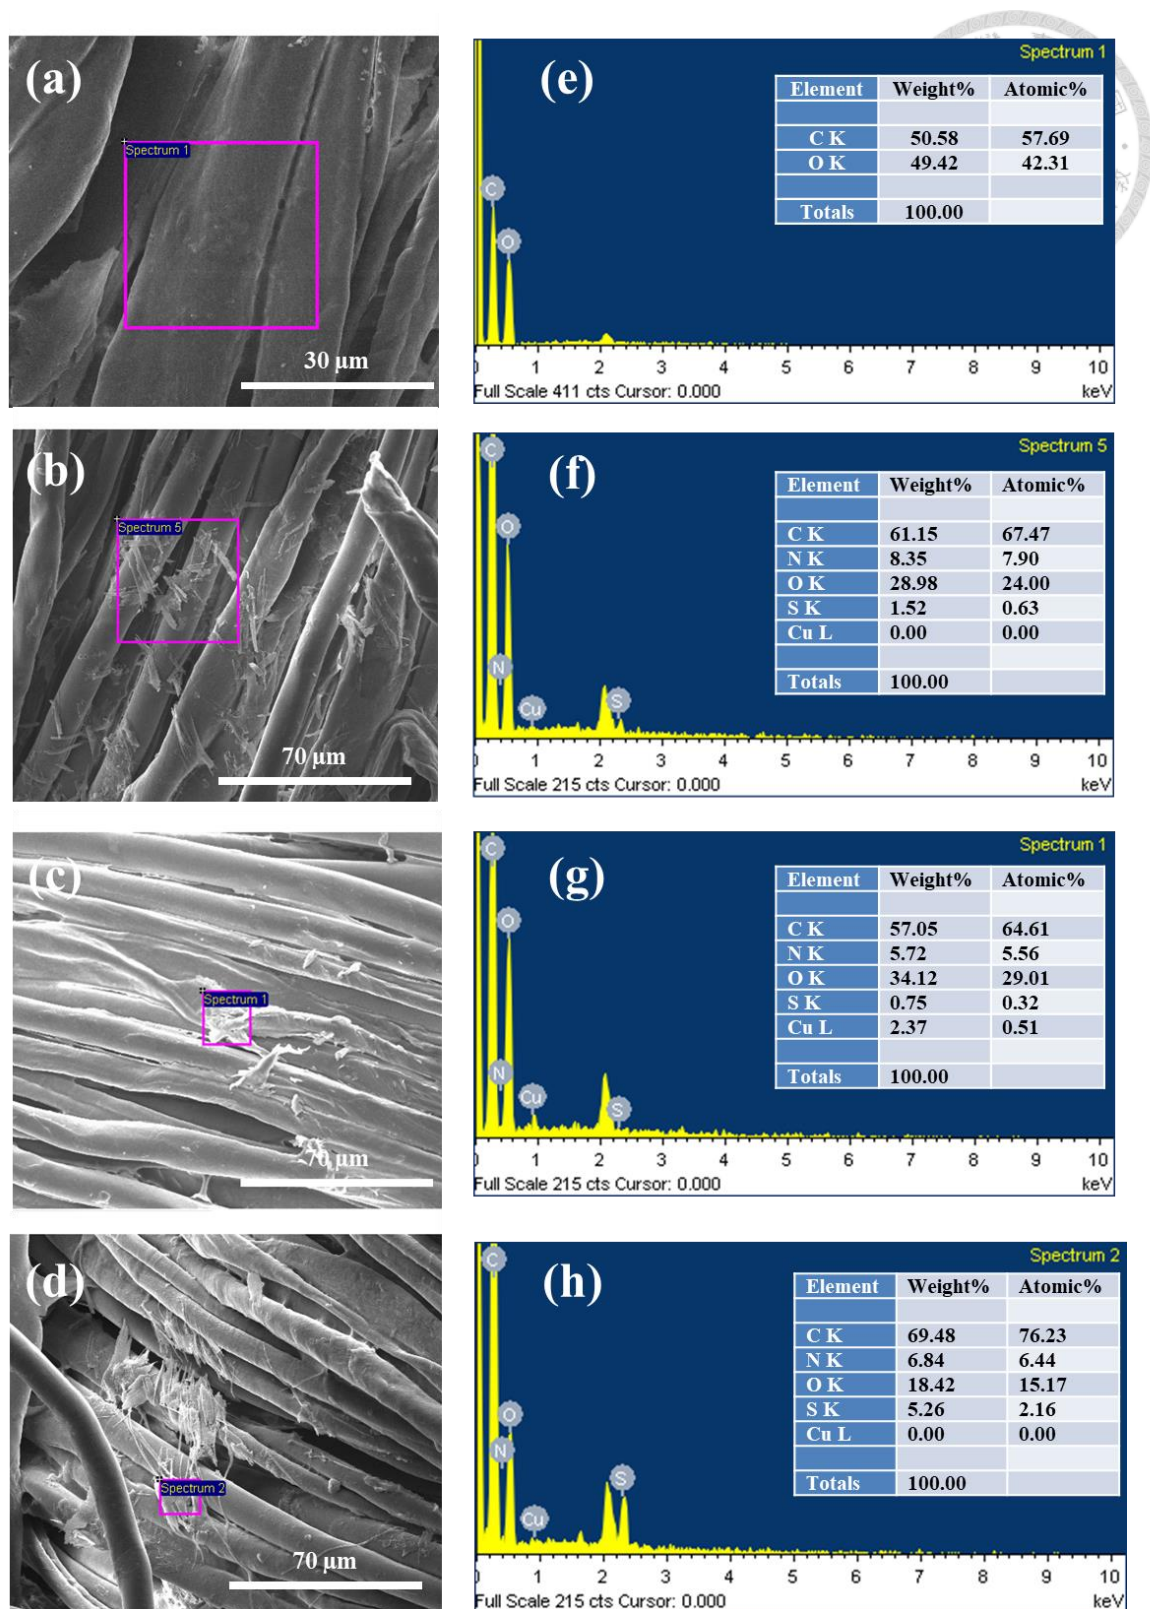 (a)
Spectrum 1
30 μm
(e)
Spectrum 1
Element Weight% Atomic%
C K 50.58 57.69
O K 49.42 42.31
Totals 100.00
C
O
0 1 2 3 4 5 6 7 8 9 10
Full Scale 411 cts Cursor: 0.000 keV
(b)
Spectrum 5
70 μm
(f)
Spectrum 5
Element Weight% Atomic%
C K 61.15 67.47
N K 8.35 7.90
O K 28.98 24.00
S K 1.52 0.63
Cu L 0.00 0.00
Totals 100.00
C
O
N
Cu
S
0 1 2 3 4 5 6 7 8 9 10
Full Scale 215 cts Cursor: 0.000 keV
(c)
Spectrum 1
70 μm
(g)
Spectrum 1
Element Weight% Atomic%
C K 57.05 64.61
N K 5.72 5.56
O K 34.12 29.01
S K 0.75 0.32
Cu L 2.37 0.51
Totals 100.00
C
O
N
Cu
S
0 1 2 3 4 5 6 7 8 9 10
Full Scale 215 cts Cursor: 0.000 keV
(d)
Spectrum 2
70 μm
(h)
Spectrum 2
Element Weight% Atomic%
C K 69.48 76.23
N K 6.84 6.44
O K 18.42 15.17
S K 5.26 2.16
Cu L 0.00 0.00
Totals 100.00
C
O
N
Cu
S
0 1 2 3 4 5 6 7 8 9 10
Full Scale 215 cts Cursor: 0.000 keV